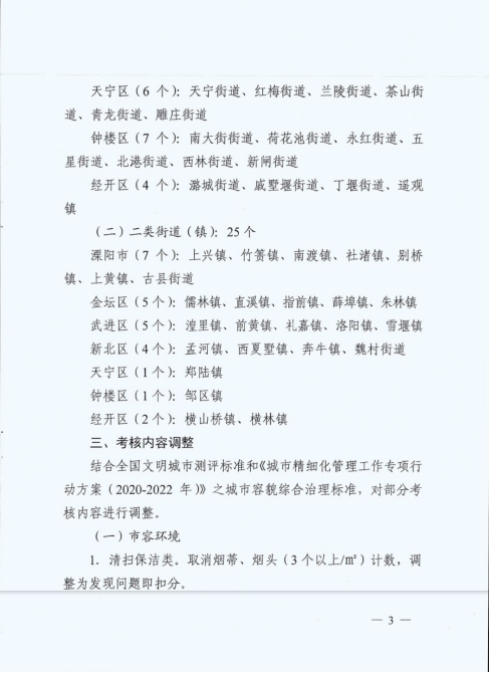 天宁区（6 个）：天宁街道、红梅街道、兰陵街道、茶山街
道、青龙街道、雕庄街道
钟楼区（7 个）：南大街街道、荷花池街道、永红街道、五
星街道、北港街道、西林街道、新闸街道
经开区（4 个）：潞城街道、戚墅堰街道、丁堰街道、遥观
镇
（二）二类街道（镇）：25 个
溧阳市（7 个）：上兴镇、竹箦镇、南渡镇、社渚镇、别桥
镇、上黄镇、古县街道
金坛区（5 个）：儒林镇、直溪镇、指前镇、薛埠镇、朱林镇
武进区（5 个）：湟里镇、前黄镇、礼嘉镇、洛阳镇、雪堰镇
新北区（4 个）：孟河镇、西夏墅镇、奔牛镇、魏村街道
天宁区（1 个）：郑陆镇
钟楼区（1 个）：邹区镇
经开区（2 个）：横山桥镇、横林镇
三、考核内容调整
结合全国文明城市测评标准和《城市精细化管理工作专项行
动方案（2020-2022 年）》之城市容貌综合治理标准，对部分考
核内容进行调整。
（一）市容环境
1. 清扫保洁类。取消烟蒂、烟头（3 个以上/㎡）计数，调
整为发现问题即扣分。
— 3 —